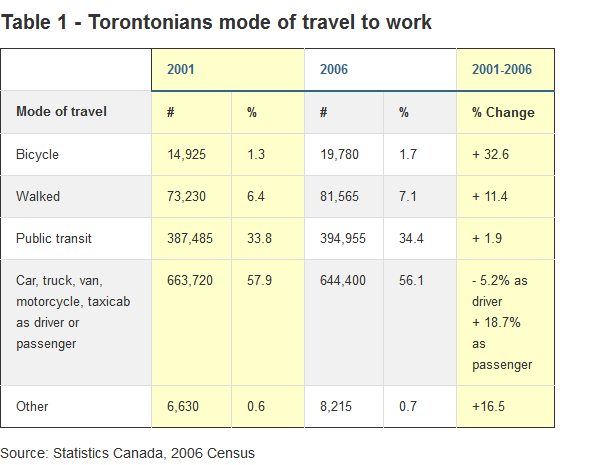 Table 1 - Torontonians mode of travel to work
2001 2006 2001-2006
Mode of travel # % # % % Change
Bicycle 14,925 1.3 19,780 1.7 + 32.6
Walked 73,230 6.4 81,565 7.1 + 11.4
Public transit 387,485 33.8 394,955 34.4 + 1.9
Car, truck, van, 663,720 57.9 644,400 56.1 - 5.2% as
motorcycle, taxicab driver
as driver or + 18.7%
passenger as
passenger
Other 6,630 0.6 8,215 0.7 +16.5
Source: Statistics Canada, 2006 Census